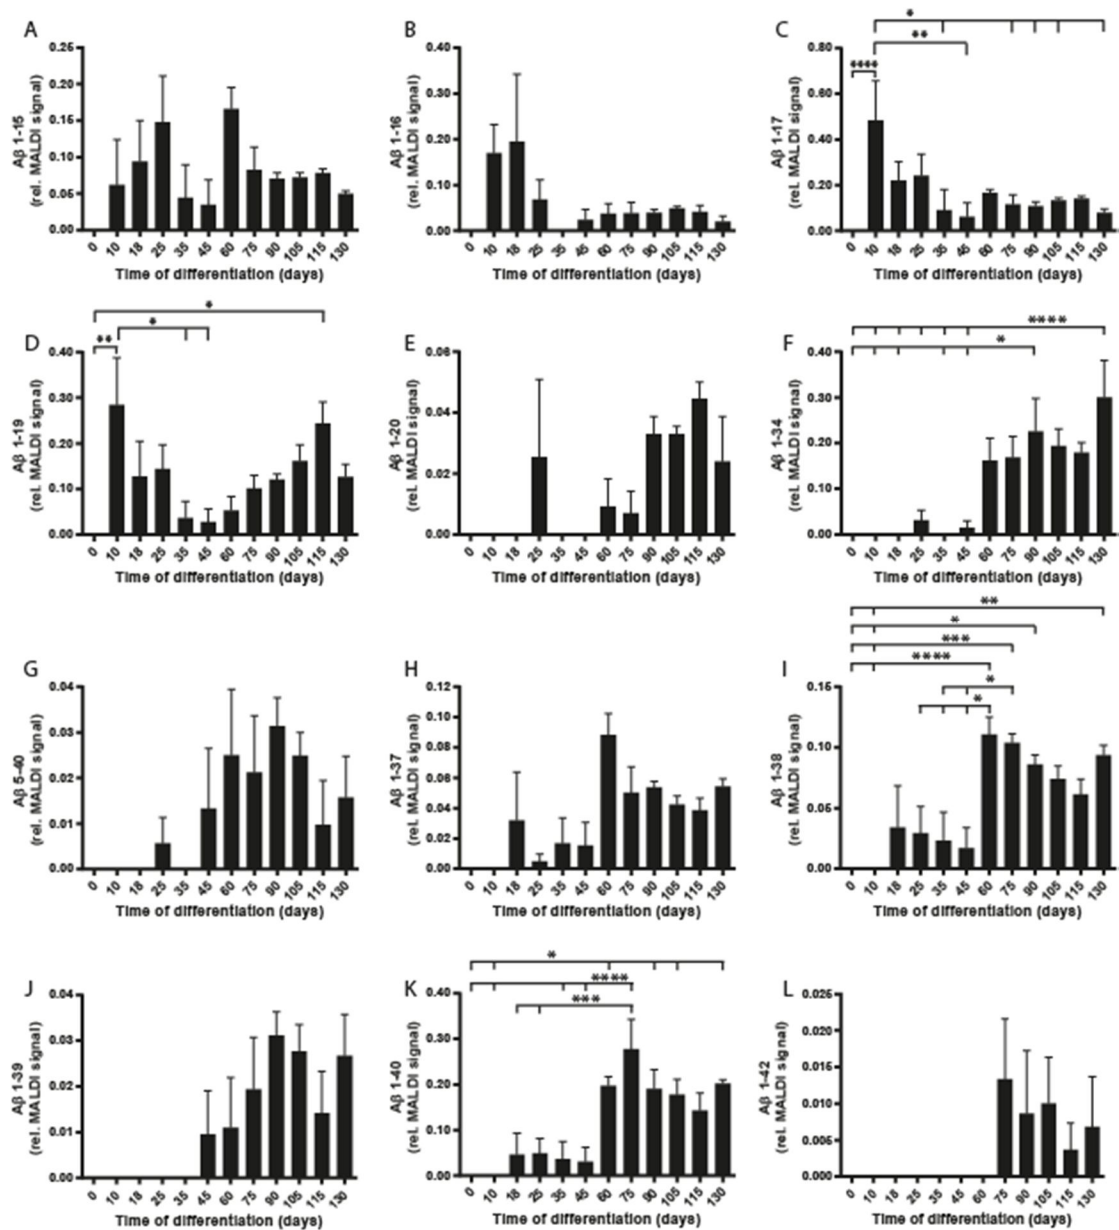 A
Aβ 1-15
(rel. MALDI signal)
0.25
0.20
0.15
0.10
0.05
0.00
0 10 18 25 35 45 60 75 90 105 115 130
Time of differentiation (days)
B
Aβ 1-16
(rel. MALDI signal)
0.40
0.30
0.20
0.10
0.00
0 10 18 25 35 45 60 75 90 105 115 130
Time of differentiation (days)
C
*
**
****
Aβ 1-17
(rel. MALDI signal)
0.80
0.60
0.40
0.20
0.00
0 10 18 25 35 45 60 75 90 105 115 130
Time of differentiation (days)
D
*
*
**
Aβ 1-19
(rel. MALDI signal)
0.40
0.30
0.20
0.10
0.00
0 10 18 25 35 45 60 75 90 105 115 130
Time of differentiation (days)
E
Aβ 1-20
(rel. MALDI signal)
0.06
0.04
0.02
0.00
0 10 18 25 35 45 60 75 90 105 115 130
Time of differentiation (days)
F
****
*
Aβ 1-34
(rel. MALDI signal)
0.40
0.30
0.20
0.10
0.00
0 10 18 25 35 45 60 75 90 105 115 130
Time of differentiation (days)
G
Aβ 5-40
(rel. MALDI signal)
0.04
0.03
0.02
0.01
0.00
0 10 18 25 35 45 60 75 90 105 115 130
Time of differentiation (days)
H
Aβ 1-37
(rel. MALDI signal)
0.12
0.10
0.08
0.06
0.04
0.02
0.00
0 10 18 25 35 45 60 75 90 105 115 130
Time of differentiation (days)
I
**
*
***
****
*
*
Aβ 1-38
(rel. MALDI signal)
0.15
0.10
0.05
0.00
0 10 18 25 35 45 60 75 90 105 115 130
Time of differentiation (days)
J
Aβ 1-39
(rel. MALDI signal)
0.04
0.03
0.02
0.01
0.00
0 10 18 25 35 45 60 75 90 105 115 130
Time of differentiation (days)
K
*
****
***
Aβ 1-40
(rel. MALDI signal)
0.40
0.30
0.20
0.10
0.00
0 10 18 25 35 45 60 75 90 105 115 130
Time of differentiation (days)
L
Aβ 1-42
(rel. MALDI signal)
0.025
0.020
0.015
0.010
0.005
0.000
0 10 18 25 35 45 60 75 90 105 115 130
Time of differentiation (days)